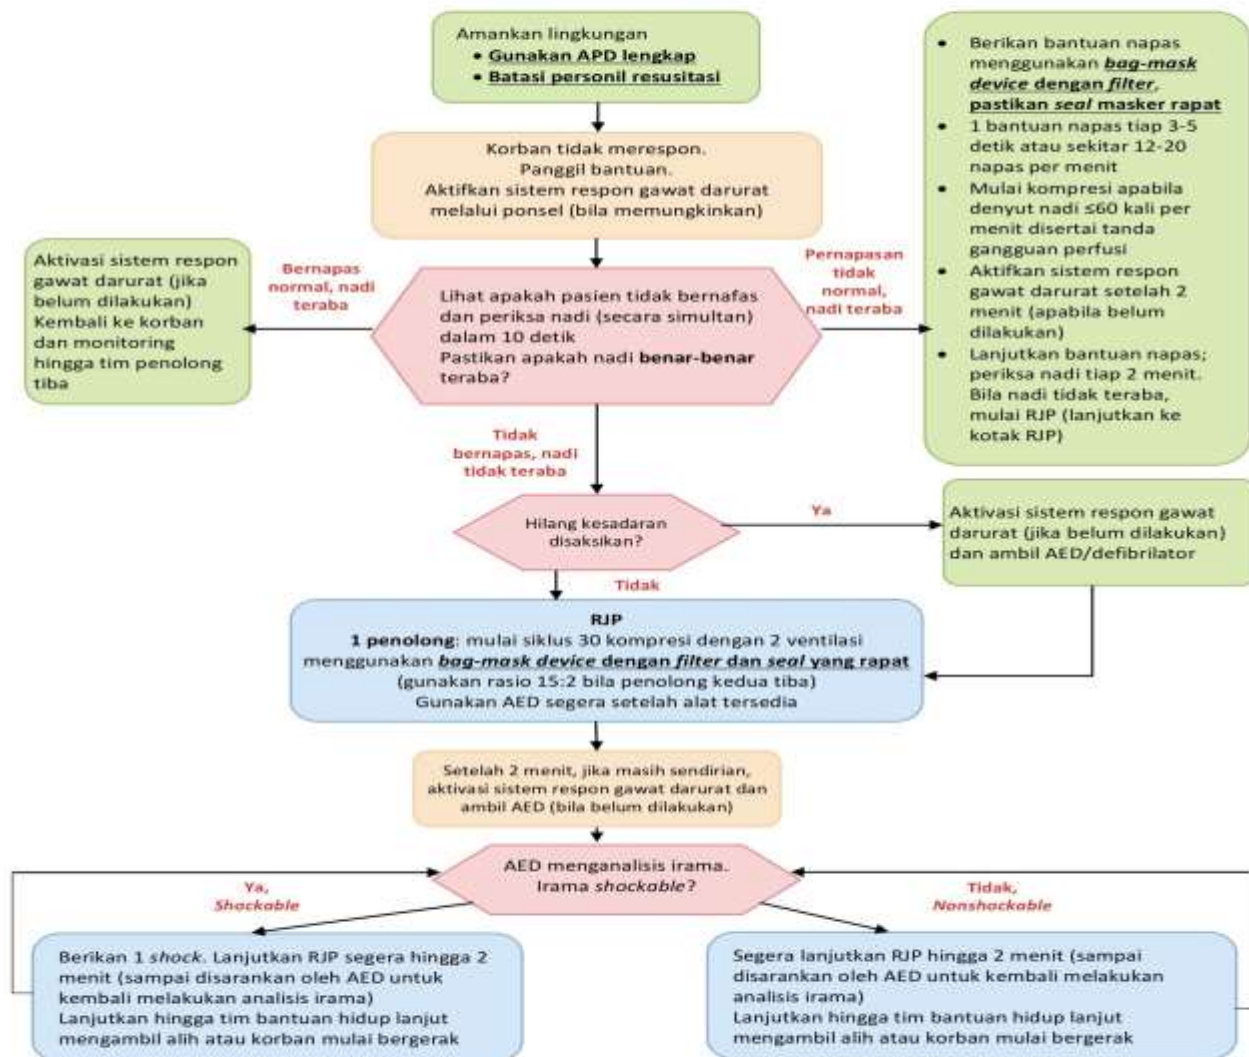 Amankan lingkungan
• Gunakan APD lengkap
• Batasi personil resusitasi
Korban tidak merespon.
Panggil bantuan.
Aktifkan sistem respon gawat darurat
melalui ponsel (bila memungkinkan)
Bernapas
normal, nadi
teraba
Aktivasi sistem respon
gawat darurat (jika
belum dilakukan)
Kembali ke korban
dan monitoring
hingga tim penolong
tiba
Lihat apakah pasien tidak bernafas
dan periksa nadi (secara simultan)
dalam 10 detik
Pastikan apakah nadi benar-benar
teraba?
Pernapasan
tidak
normal,
nadi teraba
• Berikan bantuan napas
menggunakan bag-mask
device dengan filter,
pastikan seal masker rapat
• 1 bantuan napas tiap 3-5
detik atau sekitar 12-20
napas per menit
• Mulai kompresi apabila
denyut nadi ≤60 kali per
menit disertai tanda
gangguan perfusi
• Aktifkan sistem respon
gawat darurat setelah 2
menit (apabila belum
dilakukan)
• Lanjutkan bantuan napas;
periksa nadi tiap 2 menit.
Bila nadi tidak teraba,
mulai RJP (lanjutkan ke
kotak RJP)
Tidak
bernapas, nadi
tidak teraba
Hilang kesadaran
disaksikan?
Ya
Aktivasi sistem respon gawat
darurat (jika belum dilakukan)
dan ambil AED/defibrilator
Tidak
RJP
1 penolong: mulai siklus 30 kompresi dengan 2 ventilasi
menggunakan bag-mask device dengan filter dan seal yang rapat
(gunakan rasio 15:2 bila penolong kedua tiba)
Gunakan AED segera setelah alat tersedia
Setelah 2 menit, jika masih sendirian,
aktivasi sistem respon gawat darurat dan
ambil AED (bila belum dilakukan)
AED menganalisis irama.
Irama shockable?
Ya,
Shockable
Tidak,
Nonshockable
Berikan 1 shock. Lanjutkan RJP segera hingga 2
menit (sampai disarankan oleh AED untuk
kembali melakukan analisis irama)
Lanjutkan hingga tim bantuan hidup lanjut
mengambil alih atau korban mulai bergerak
Segera lanjutkan RJP hingga 2 menit (sampai
disarankan oleh AED untuk kembali melakukan
analisis irama)
Lanjutkan hingga tim bantuan hidup lanjut
mengambil alih atau korban mulai bergerak